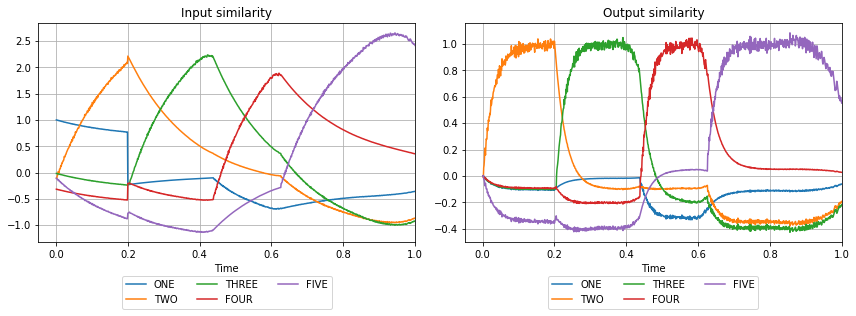 Input similarity
2.5
2.0
1.5
1.0
0.5
0.0
−0.5
−1.0
0.0 0.2 0.4 0.6 0.8 1.0
Time
ONE THREE FIVE
TWO FOUR
Output similarity
1.0
0.8
0.6
0.4
0.2
0.0
−0.2
−0.4
0.0 0.2 0.4 0.6 0.8 1.0
Time
ONE THREE FIVE
TWO FOUR